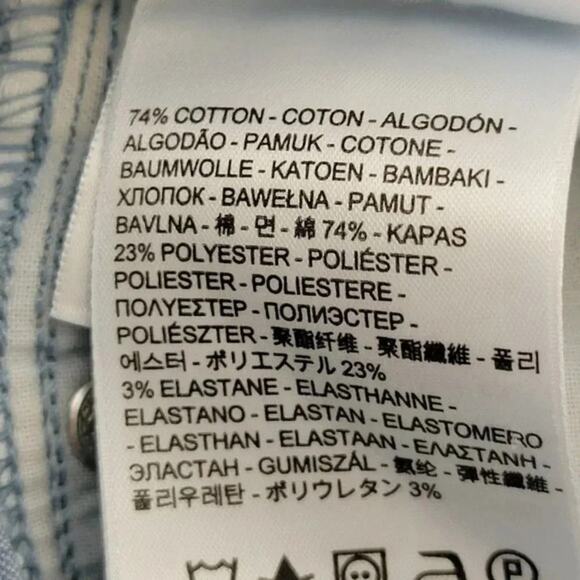 74% COTTON - COTON - ALGODÓN -
ALGODÃO - PAMUK - COTONE -
BAUMWOLLE - KATOEN - BAMBAKI -
ХЛОПОК - BAWEŁNA - PAMUT -
BAVLNA - 棉 - 면 - 綿 74% - KAPAS
23% POLYESTER - POLIÉSTER -
POLIESTER - POLIESTERE -
ΠΟΛΥΕΣΤΕΡ - ПОЛИЭСТЕР -
POLIÉSZTER - 聚酯纤维 - 聚酯纖維 - 폴리
에스터 - ポリエステル 23%
3% ELASTANE - ELASTHANNE -
ELASTANO - ELASTAN - ELASTOMERO
- ELASTHAN - ELASTAAN - ΕΛΑΣΤΑΝΗ -
ЭЛАСТАН - GUMISZÁL - 氨纶 - 彈性纖維 -
폴리우레탄 - ポリウレタン 3%
P